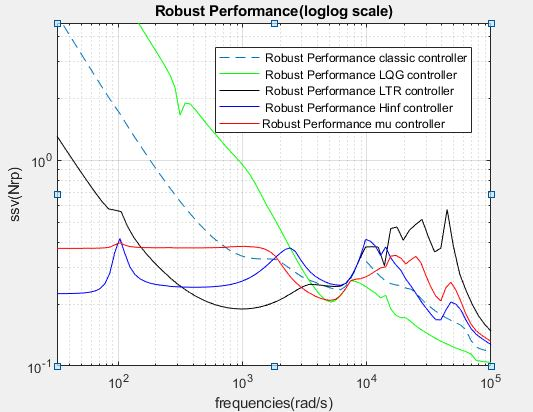 Robust Performance(loglog scale)
Robust Performance classic controller
Robust Performance LQG controller
Robust Performance LTR controller
Robust Performance Hinf controller
Robust Performance mu controller
ssv(Nrp)
10^0
10^-1
10^2
10^3
10^4
10^5
frequencies(rad/s)